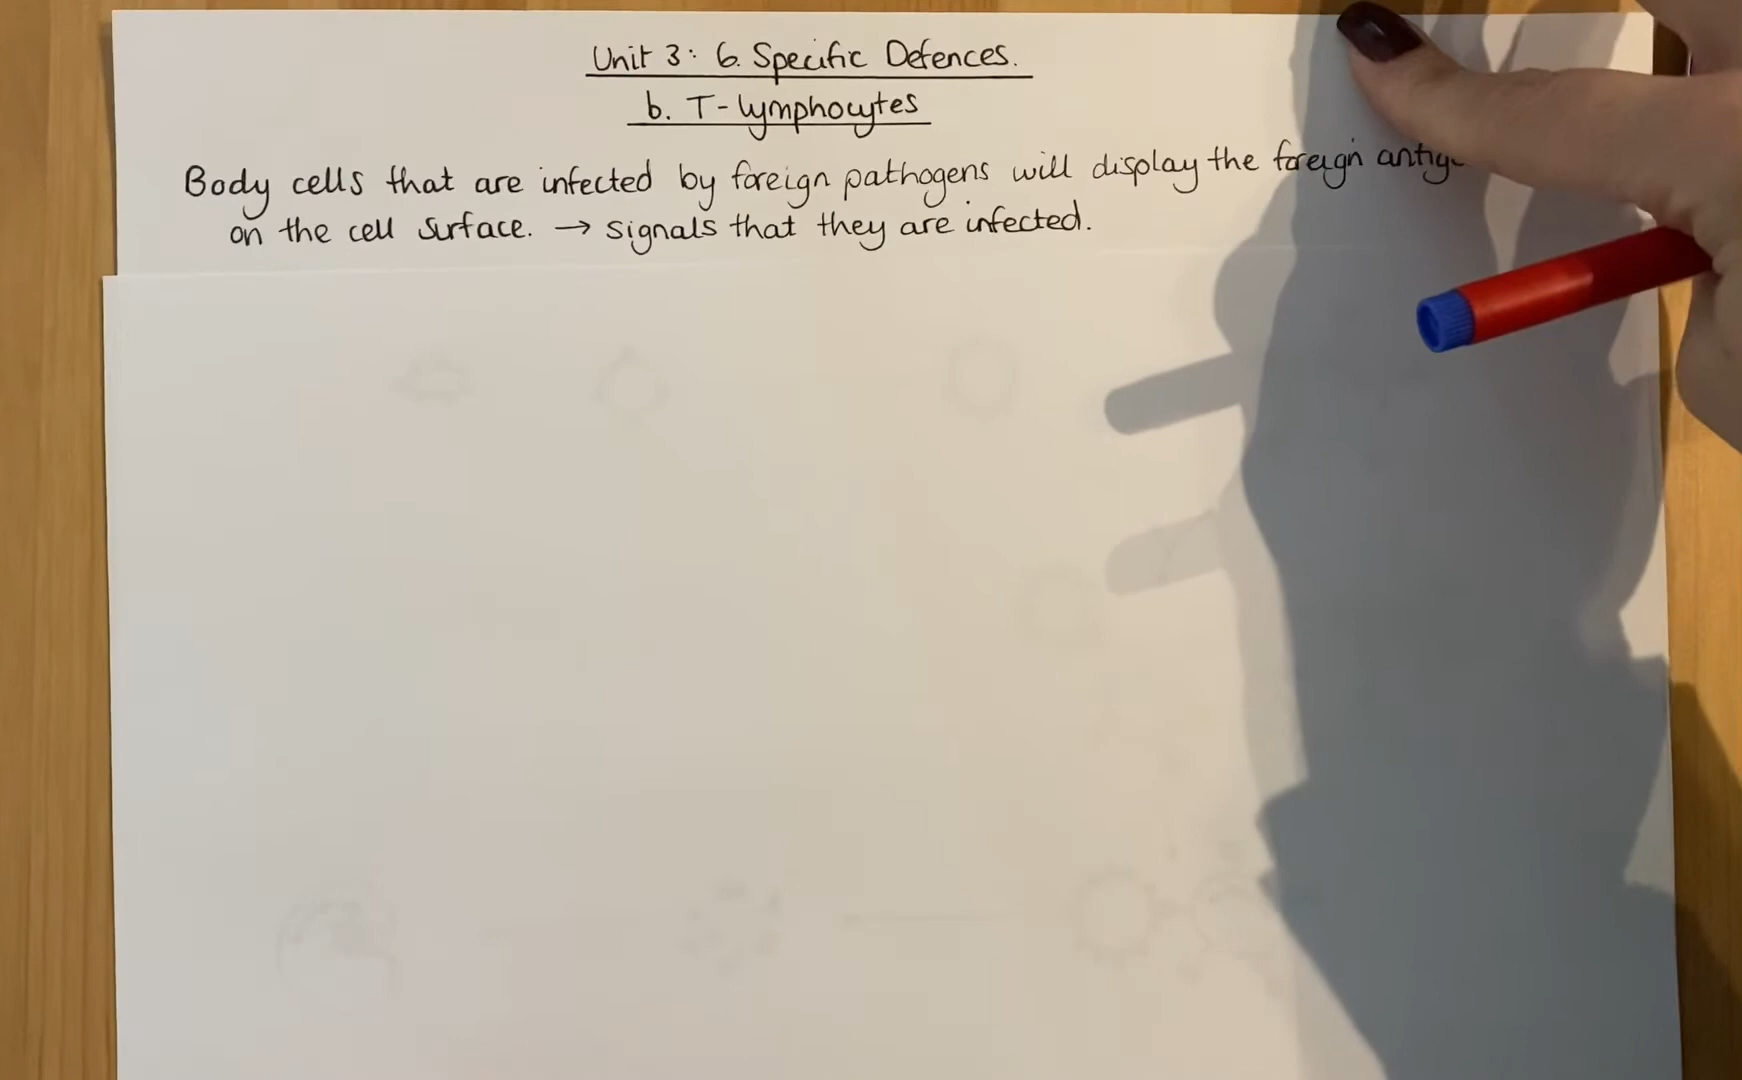 Unit 3: 6. Specific Defences.
b. T-lymphocytes
Body cells that are infected by foreign pathogens will display the foreign
on the cell surface. → signals that they are infected.